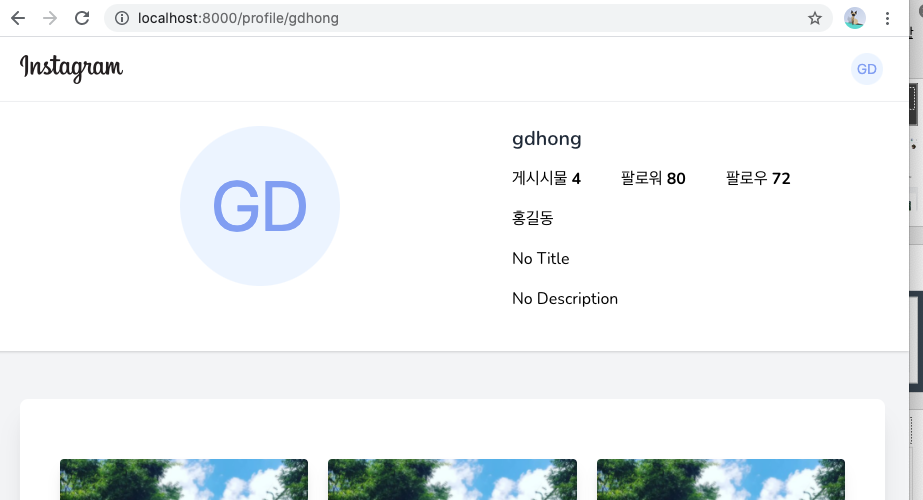 localhost:8000/profile/gdhong
Instagram
GD
GD
gdhong
게시시물 4 팔로워 80 팔로우 72
홍길동
No Title
No Description